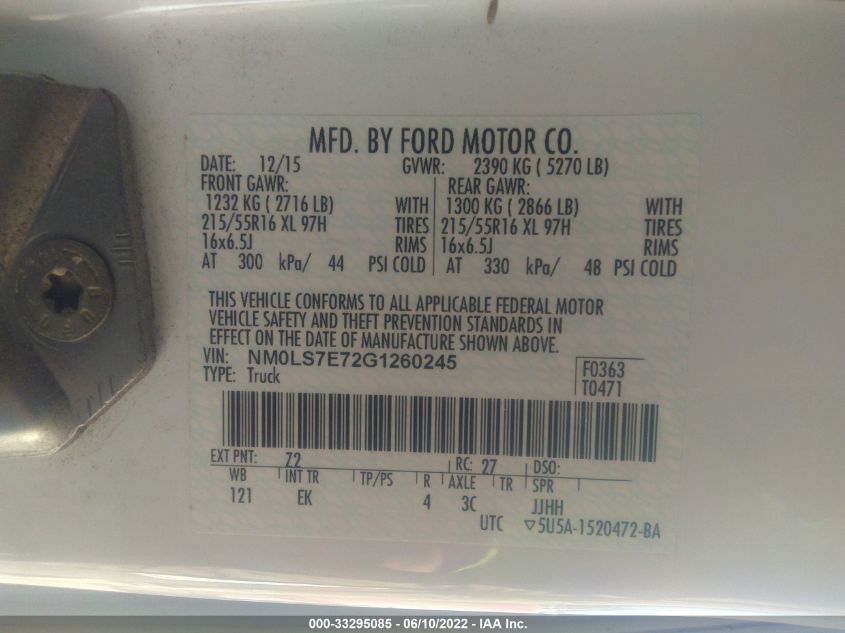 MFD. BY FORD MOTOR CO.
DATE: 12/15 GVWR: 2390 KG ( 5270 LB)
FRONT GAWR: REAR GAWR:
1232 KG ( 2716 LB) WITH 1300 KG ( 2866 LB) WITH
215/55R16 XL 97H TIRES 215/55R16 XL 97H TIRES
16x6.5J RIMS 16x6.5J RIMS
AT 300 kPa/ 44 PSI COLD AT 330 kPa/ 48 PSI COLD
THIS VEHICLE CONFORMS TO ALL APPLICABLE FEDERAL MOTOR
VEHICLE SAFETY AND THEFT PREVENTION STANDARDS IN
EFFECT ON THE DATE OF MANUFACTURE SHOWN ABOVE.
VIN: NM0LS7E72G1260245 F0363
TYPE: Truck T0471
EXT PNT: Z2 RC: 27 DSO:
WB INT TR TP/PS R AXLE TR SPR
121 EK 4 3C JJHH
UTC ▽5U5A-1520472-BA
000-33295085 - 06/10/2022 - IAA Inc.